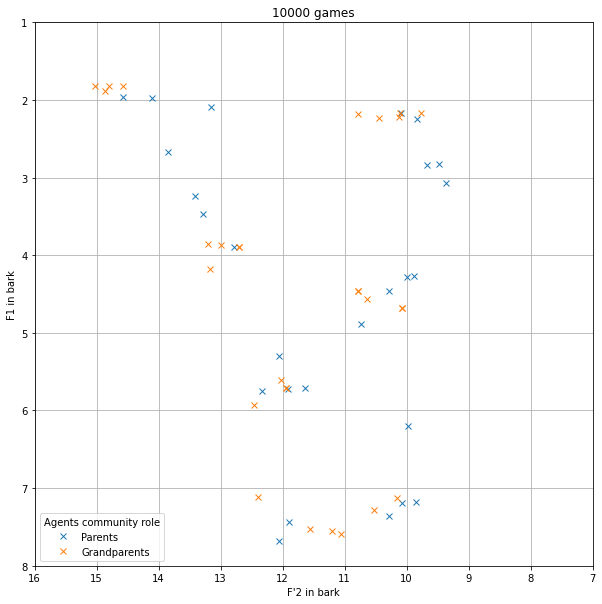 10000 games
1
2
3
4
5
6
7
8
F1 in bark
Agents community role
Parents
Grandparents
16 15 14 13 12 11 10 9 8 7
F'2 in bark